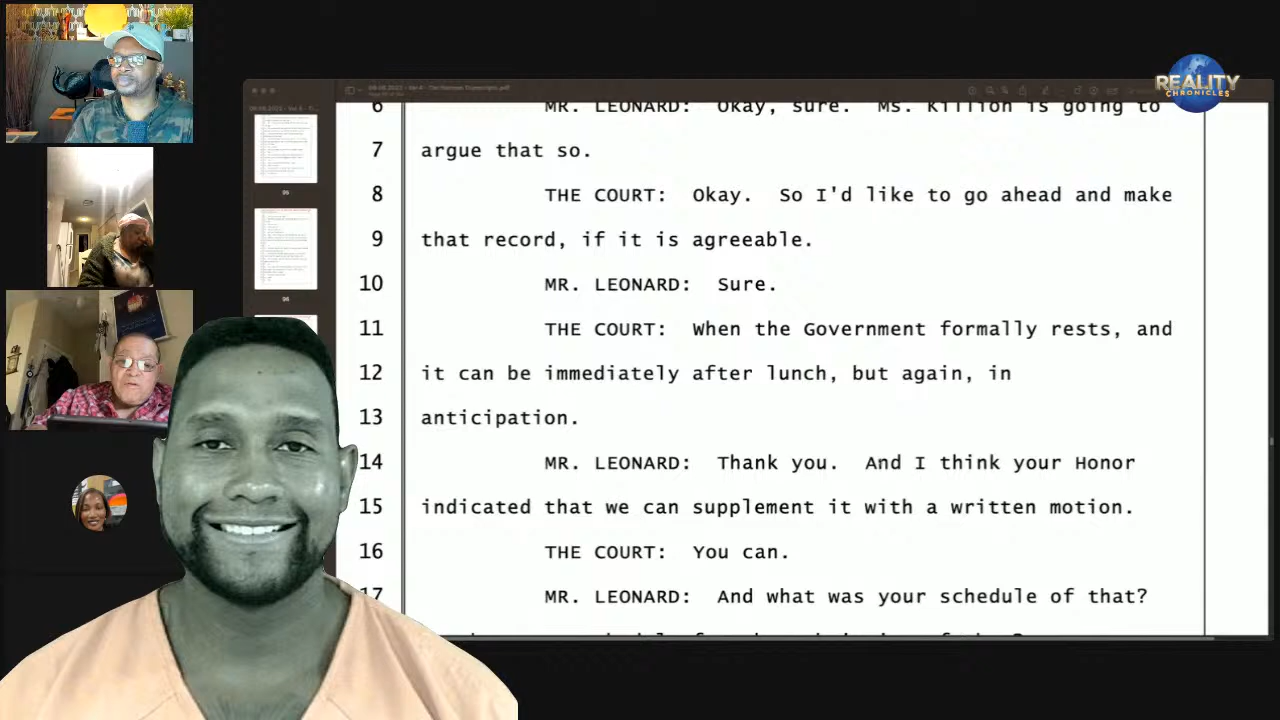 REALITY
CHRONICLES
6 MR. LEONARD: Okay, sure. Ms. Killion is going to
7 argue that so.
8 THE COURT: Okay. So I'd like to go ahead and make
9 that record, if it is agreeable.
10 MR. LEONARD: Sure.
11 THE COURT: When the Government formally rests, and
12 it can be immediately after lunch, but again, in
13 anticipation.
14 MR. LEONARD: Thank you. And I think your Honor
15 indicated that we can supplement it with a written motion.
16 THE COURT: You can.
17 MR. LEONARD: And what was your schedule of that?